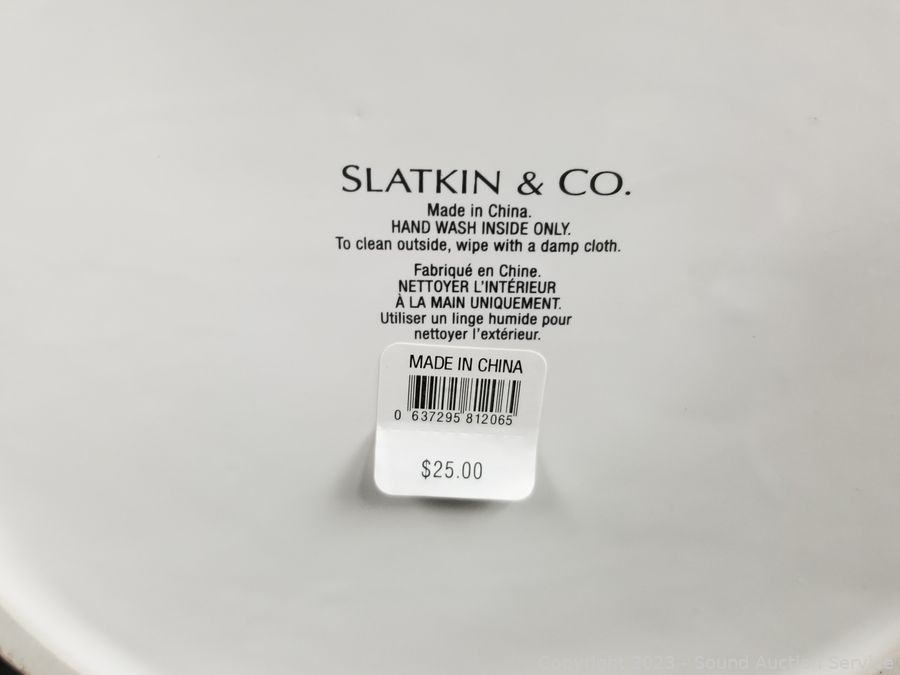 SLATKIN & CO.
Made in China.
HAND WASH INSIDE ONLY.
To clean outside, wipe with a damp cloth.
Fabriqué en Chine.
NETTOYER L'INTÉRIEUR
À LA MAIN UNIQUEMENT.
Utiliser un linge humide pour
nettoyer l'extérieur.
MADE IN CHINA
0 637295 812065
$25.00
Copyright 2023 - Sound Auction Service